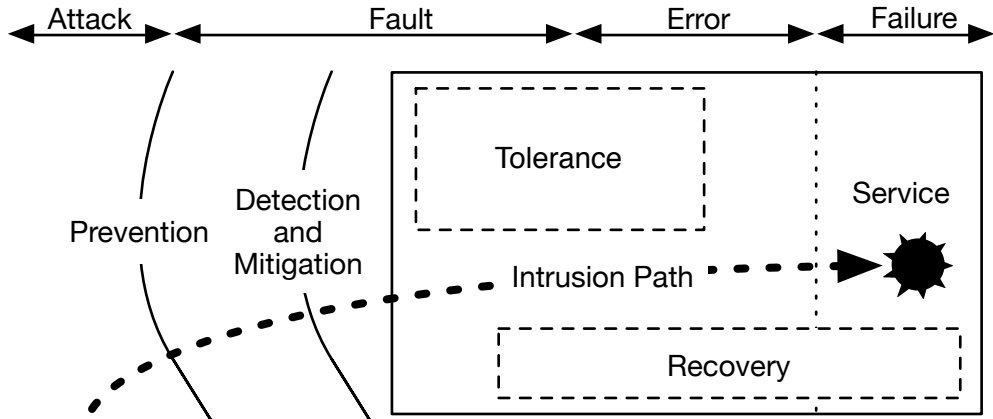 Attack
Fault
Error
Failure
Tolerance
Service
Prevention
Detection
and
Mitigation
Intrusion Path
Recovery